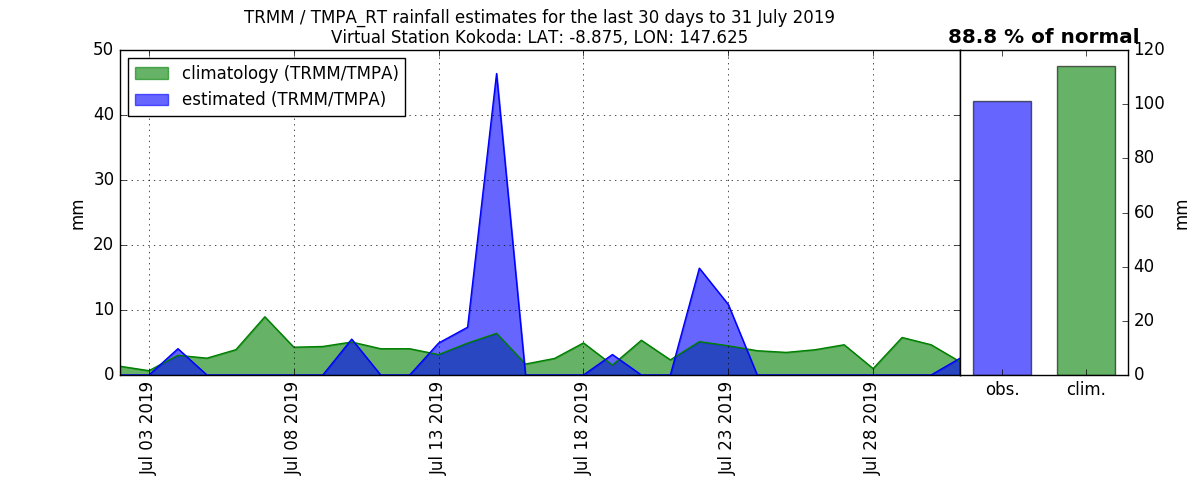 TRMM / TMPA_RT rainfall estimates for the last 30 days to 31 July 2019
Virtual Station Kokoda: LAT: -8.875, LON: 147.625
88.8 % of normal
climatology (TRMM/TMPA)
estimated (TRMM/TMPA)
50
40
30
20
10
0
mm
Jul 03 2019
Jul 08 2019
Jul 13 2019
Jul 18 2019
Jul 23 2019
Jul 28 2019
obs.
clim.
120
100
80
60
40
20
0
mm